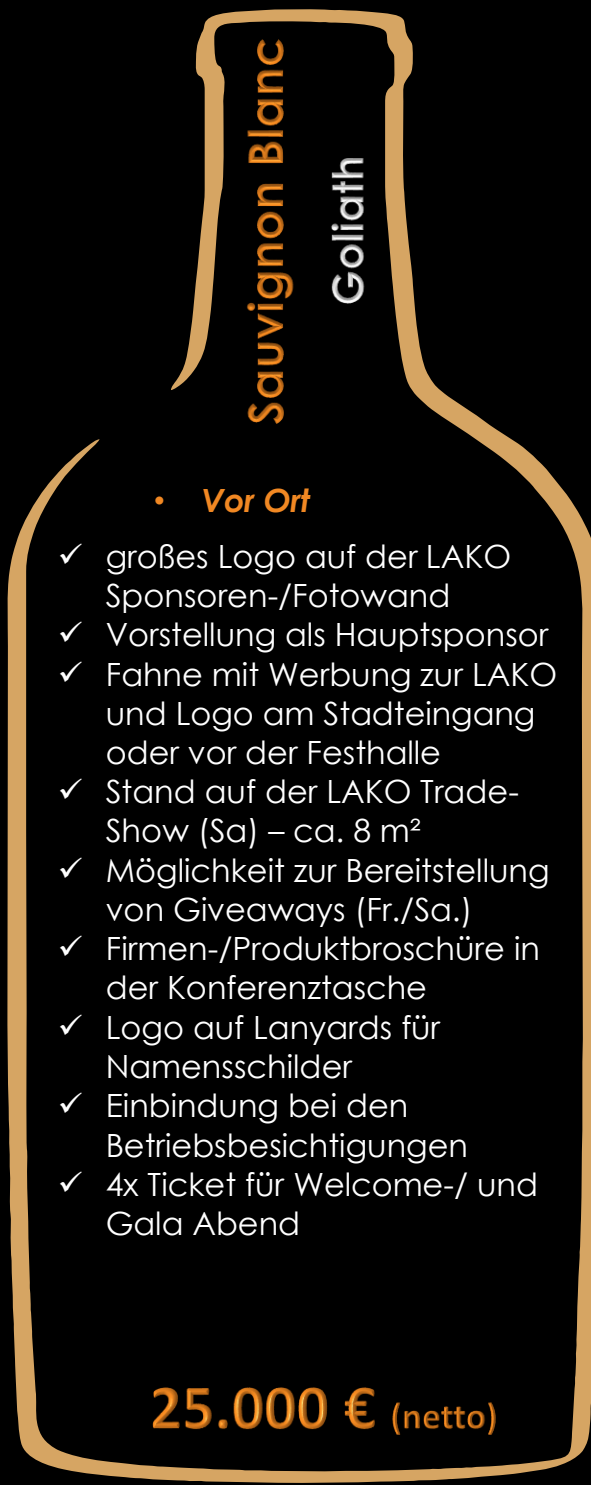 Sauvignon Blanc
Goliath
• Vor Ort
✓ großes Logo auf der LAKO
Sponsoren-/Fotowand
✓ Vorstellung als Hauptsponsor
✓ Fahne mit Werbung zur LAKO
und Logo am Stadteingang
oder vor der Festhalle
✓ Stand auf der LAKO Trade-
Show (Sa) – ca. 8 m²
✓ Möglichkeit zur Bereitstellung
von Giveaways (Fr./Sa.)
✓ Firmen-/Produktbroschüre in
der Konferenztasche
✓ Logo auf Lanyards für
Namensschilder
✓ Einbindung bei den
Betriebsbesichtigungen
✓ 4x Ticket für Welcome-/ und
Gala Abend
25.000 € (netto)